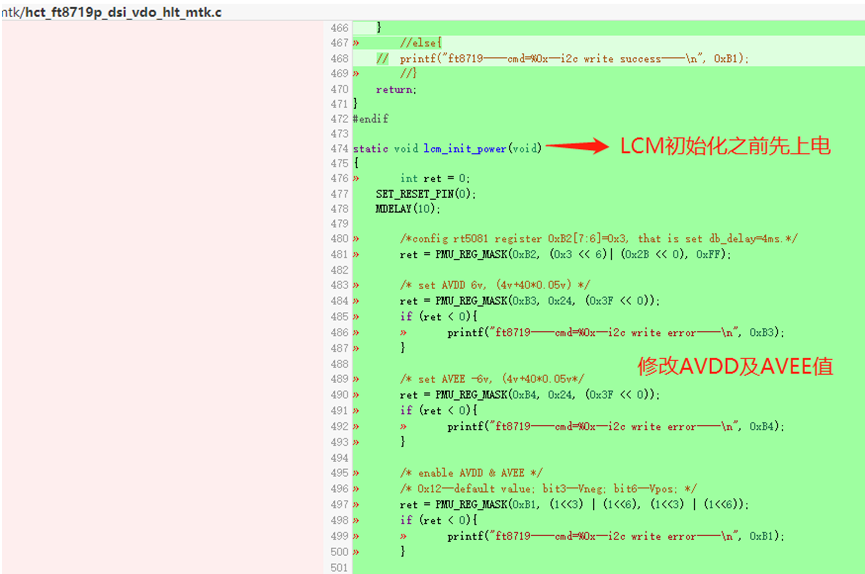 mtk/hct_ft8719p_dsi_vdo_hlt_mtk.c
466 }
467 » //else{
468 // printf("ft8719----cmd=%0x--i2c write success----\n", 0xB1);
469 » //}
470 return;
471 }
472 #endif
473
474 static void lcm_init_power(void) LCM初始化之前先上电
475 {
476 » int ret = 0;
477 SET_RESET_PIN(0);
478 MDELAY(10);
479
480 » /*config rt5081 register 0xB2[7:6]=0x3, that is set db_delay=4ms.*/
481 » ret = PMU_REG_MASK(0xB2, (0x3 << 6)| (0x2B << 0), 0xFF);
482
483 » /* set AVDD 6v, (4v+40*0.05v) */
484 » ret = PMU_REG_MASK(0xB3, 0x24, (0x3F << 0));
485 » if (ret < 0){
486 » » printf("ft8719----cmd=%0x--i2c write error----\n", 0xB3);
487 » }
488
修改AVDD及AVEE值
489 » /* set AVEE -6v, (4v+40*0.05v*/
490 » ret = PMU_REG_MASK(0xB4, 0x24, (0x3F << 0));
491 » if (ret < 0){
492 » » printf("ft8719----cmd=%0x--i2c write error----\n", 0xB4);
493 » }
494
495 » /* enable AVDD & AVEE */
496 » /* 0x12--default value; bit3--Vneg; bit6--Vpos; */
497 » ret = PMU_REG_MASK(0xB1, (1<<3) | (1<<6), (1<<3) | (1<<6));
498 » if (ret < 0){
499 » » printf("ft8719----cmd=%0x--i2c write error----\n", 0xB1);
500 » }
501